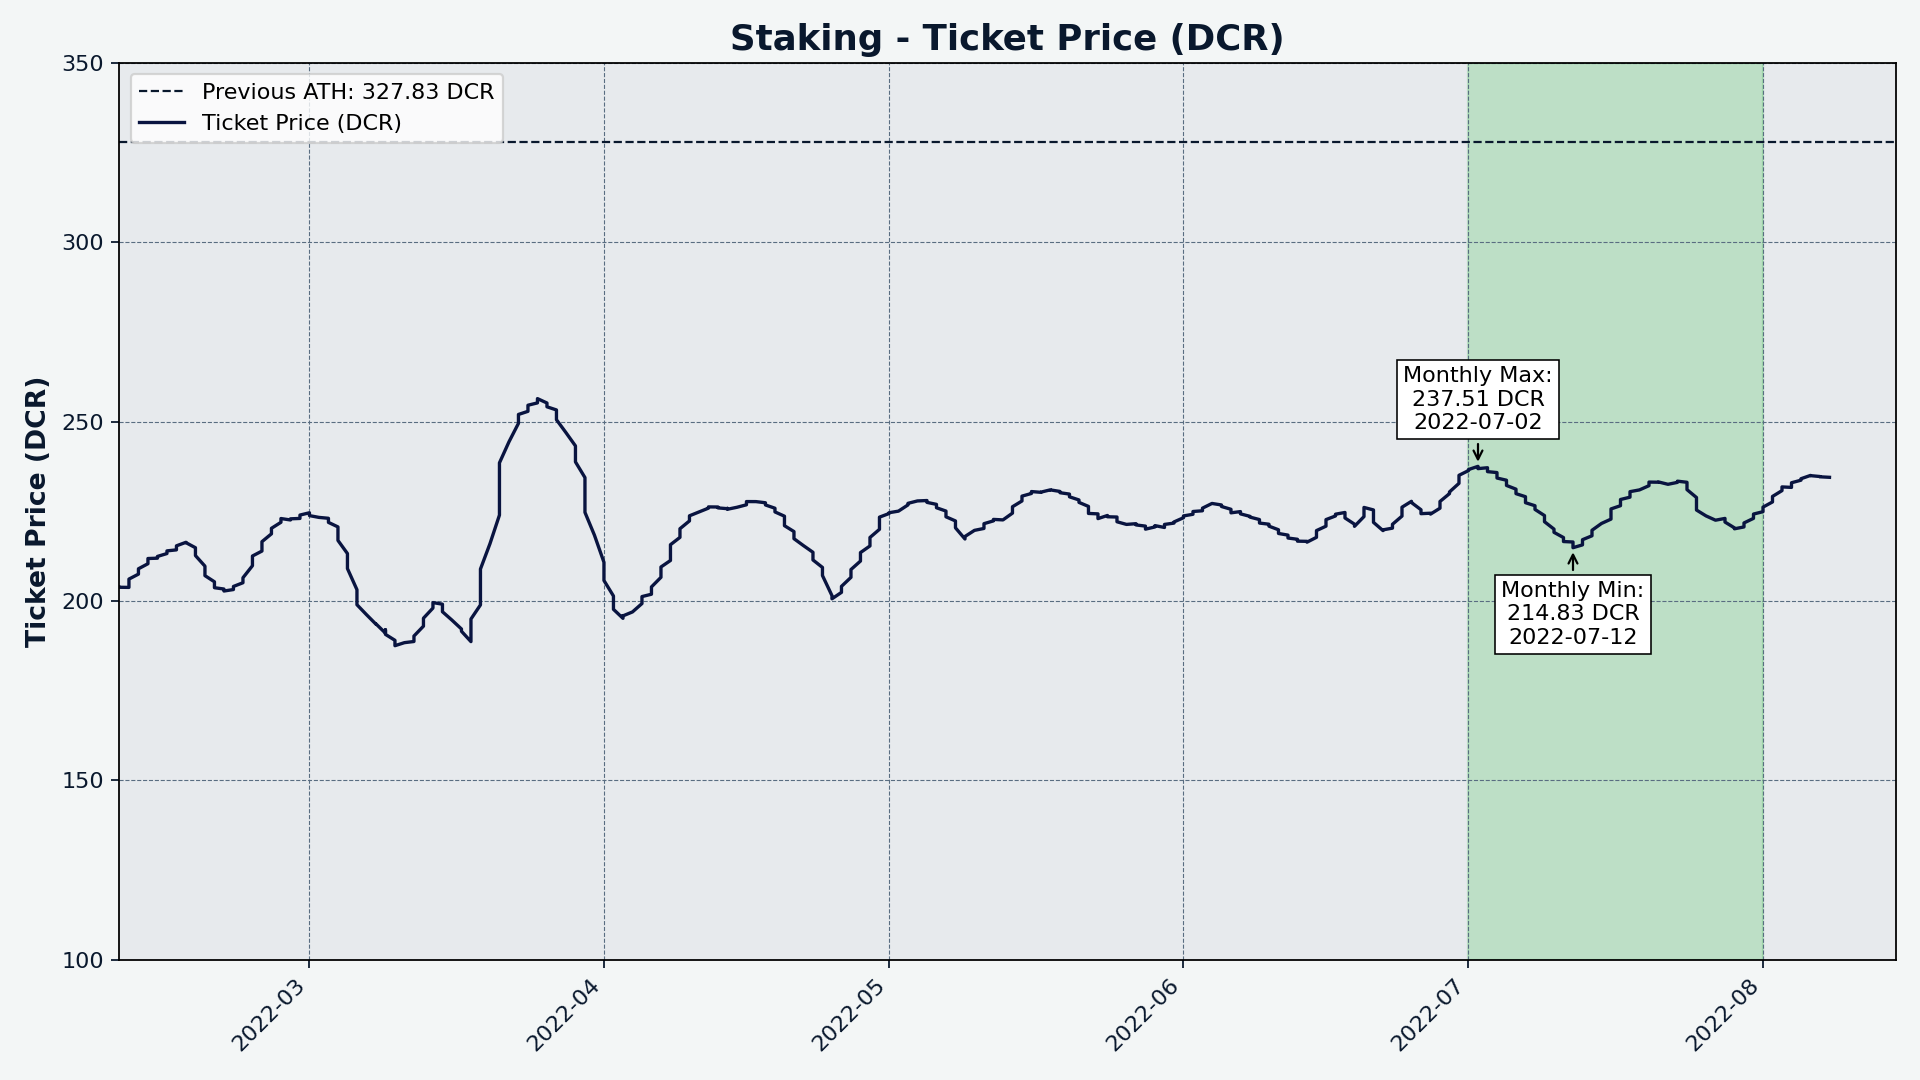 Staking - Ticket Price (DCR)
Previous ATH: 327.83 DCR
Ticket Price (DCR)
Ticket Price (DCR)
350
300
250
200
150
100
Monthly Max:
237.51 DCR
2022-07-02
Monthly Min:
214.83 DCR
2022-07-12
2022-03
2022-04
2022-05
2022-06
2022-07
2022-08